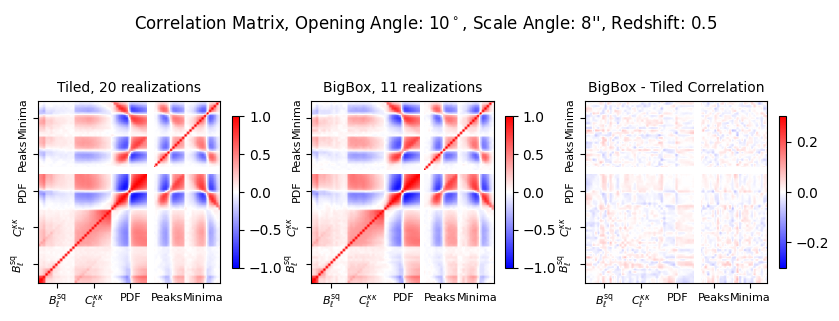 Correlation Matrix, Opening Angle: 10°, Scale Angle: 8'', Redshift: 0.5
Tiled, 20 realizations
Minima
Peaks
PDF
C_ℓ^κκ
B_ℓ^sq
B_ℓ^sq C_ℓ^κκ PDF Peaks Minima
1.0
0.5
0.0
−0.5
−1.0
BigBox, 11 realizations
Minima
Peaks
PDF
C_ℓ^κκ
B_ℓ^sq
B_ℓ^sq C_ℓ^κκ PDF Peaks Minima
1.0
0.5
0.0
−0.5
−1.0
BigBox - Tiled Correlation
Minima
Peaks
PDF
C_ℓ^κκ
B_ℓ^sq
B_ℓ^sq C_ℓ^κκ PDF Peaks Minima
0.2
0.0
−0.2